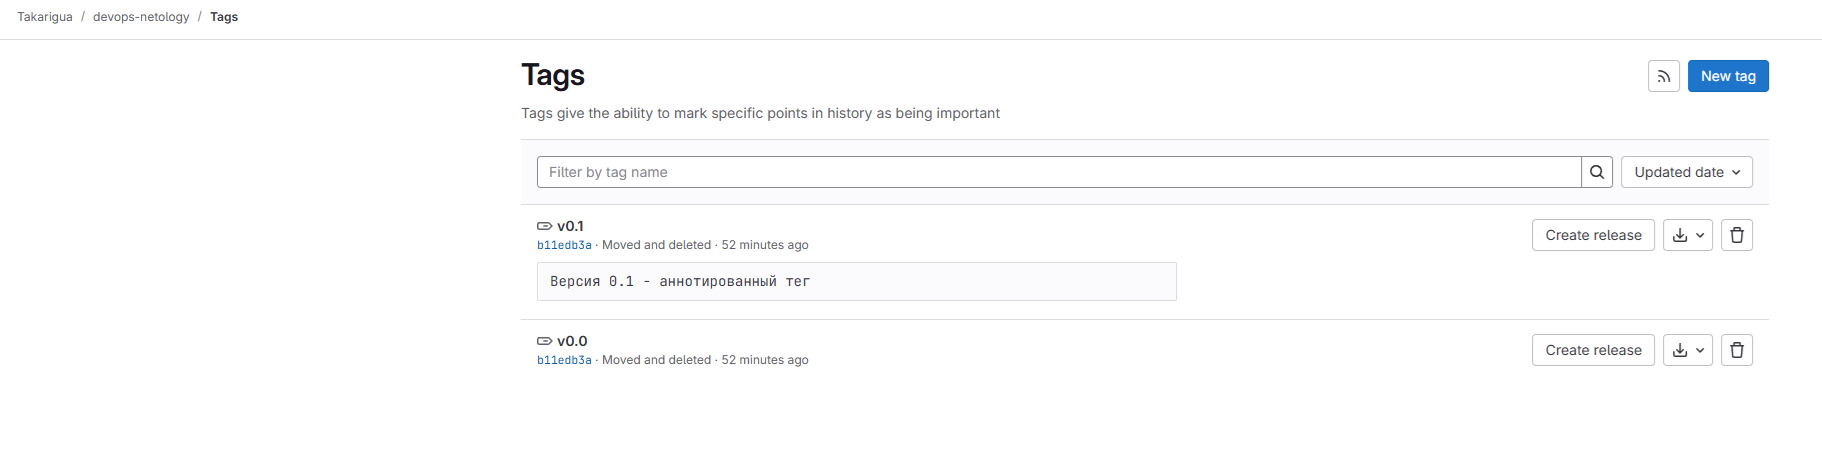 Takarigua / devops-netology / Tags
Tags
New tag
Tags give the ability to mark specific points in history as being important
Filter by tag name
Updated date
v0.1
Create release
b11edb3a · Moved and deleted · 52 minutes ago
Версия 0.1 - аннотированный тег
v0.0
Create release
b11edb3a · Moved and deleted · 52 minutes ago